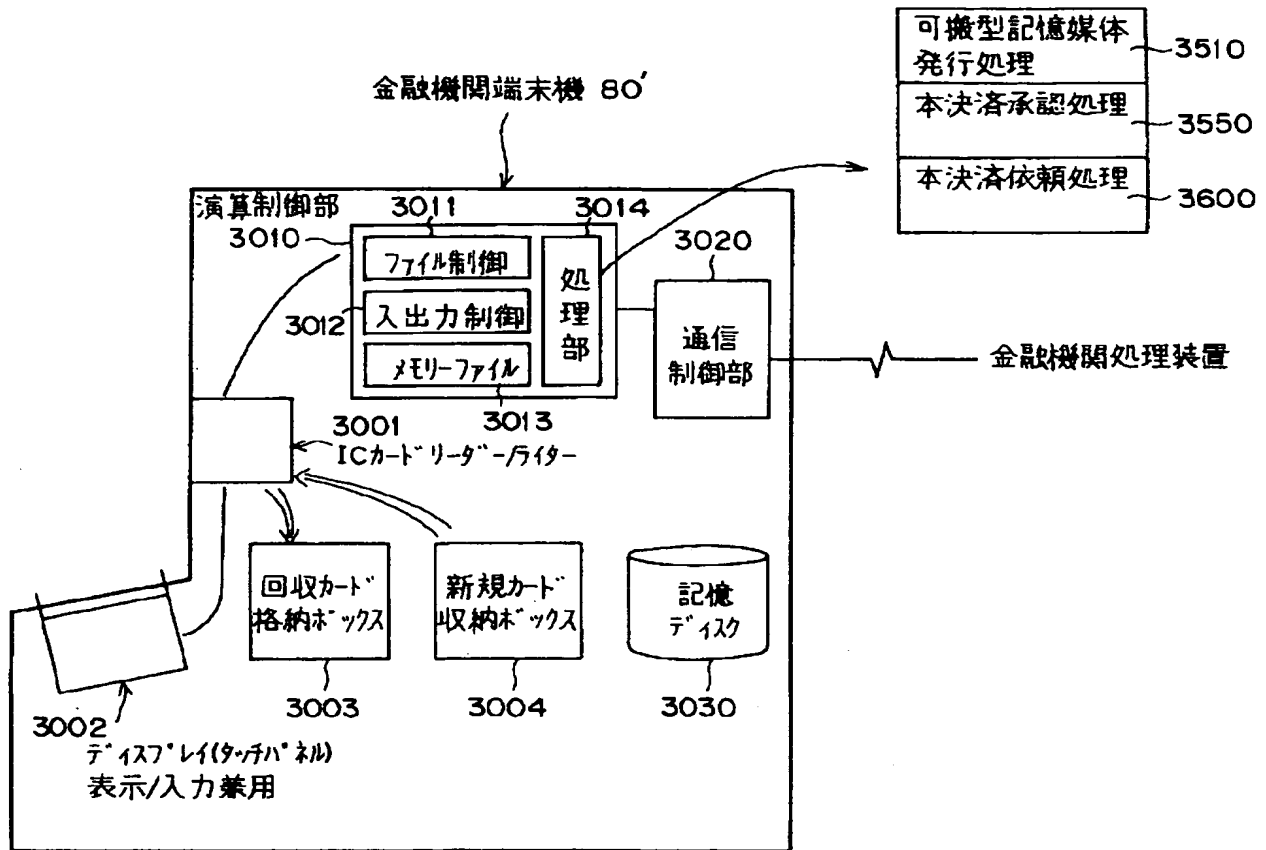 可搬型記憶媒体
発行処理
3510
本決済承認処理
3550
本決済依頼処理
3600
金融機関端末機 80′
演算制御部
3010
3011
ファイル制御
3012
入出力制御
メモリーファイル
3013
3014
処理部
3020
通信
制御部
金融機関処理装置
3001
ICカードリーダー/ライター
回収カード
格納ボックス
3003
新規カード
収納ボックス
3004
記憶
ディスク
3030
3002
ディスプレイ(タッチパネル)
表示/入力兼用